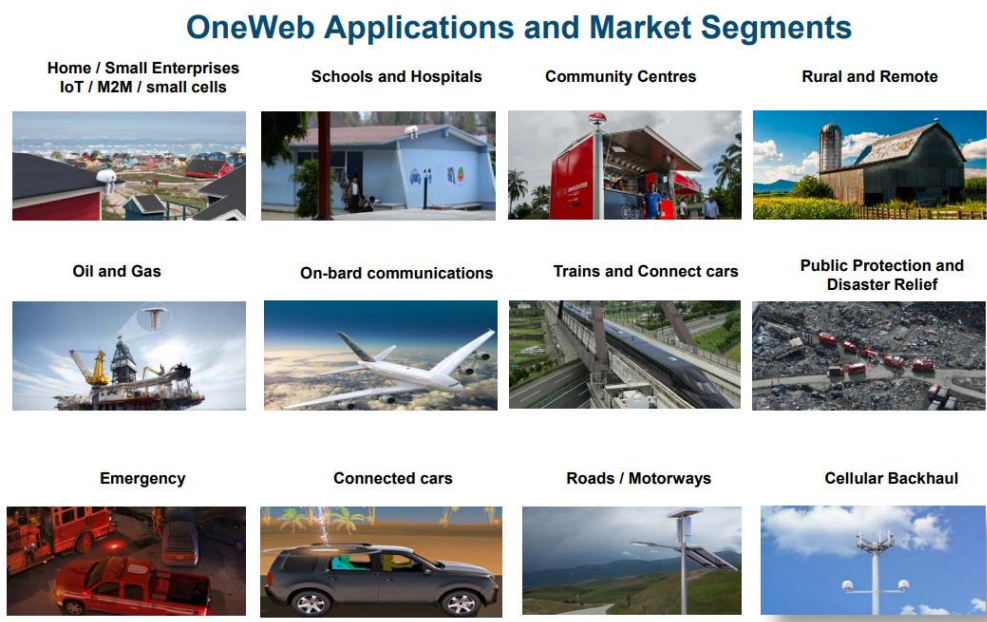 OneWeb Applications and Market Segments
Home / Small Enterprises
IoT / M2M / small cells
Schools and Hospitals
Community Centres
Rural and Remote
Oil and Gas
On-bard communications
Trains and Connect cars
Public Protection and
Disaster Relief
Emergency
Connected cars
Roads / Motorways
Cellular Backhaul